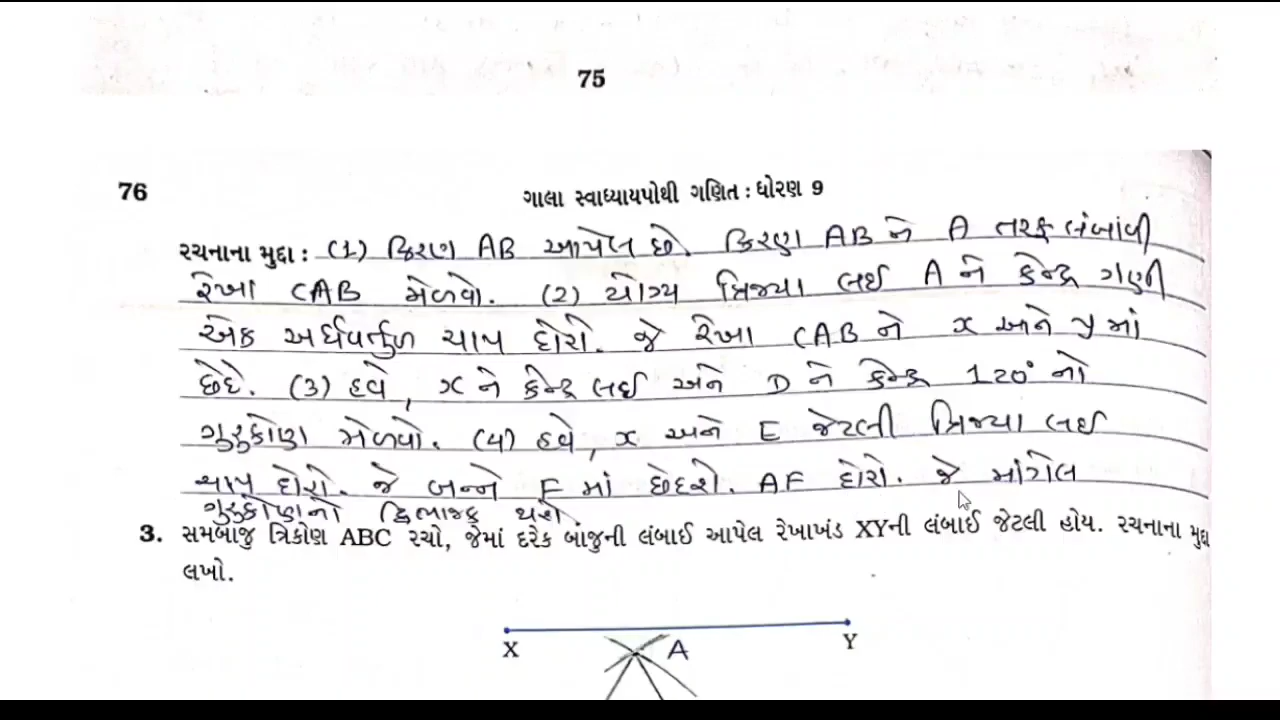 75
76
ગાલા સ્વાધ્યાયપોથી ગણિત : ધોરણ 9
રચનાના મુદ્દા : (1) કિરણ AB આપેલ છે. કિરણ AB ને A તરફ લંબાવી
રેખા CAB મેળવો. (2) યોગ્ય ત્રિજ્યા લઈ A ને કેન્દ્ર ગણી
એક અર્ધવર્તુળ ચાપ દોરો. જે રેખા CAB ને x અને y માં
છેદે. (3) હવે, x ને કેન્દ્ર લઈ અને D ને કેન્દ્ર 120° નો
ગુરુકોણ મેળવો. (4) હવે, x અને E જેટલી ત્રિજ્યા લઈ
ચાપ દોરો. જે બન્ને F માં છેદશે. AF દોરો. જે માંગેલ
ગુરુકોણનો દ્વિભાજક થશે.
3. સમબાજુ ત્રિકોણ ABC રચો, જેમાં દરેક બાજુની લંબાઈ આપેલ રેખાખંડ XYની લંબાઈ જેટલી હોય. રચનાના મુદ્દા
લખો.
X Y
A